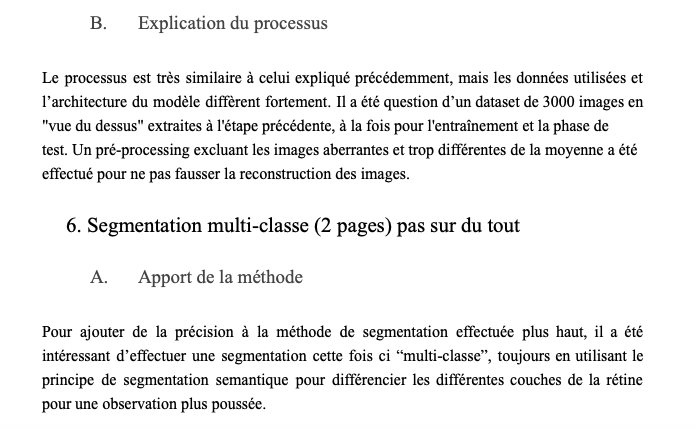 B. Explication du processus
Le processus est très similaire à celui expliqué précédemment, mais les données utilisées et
l’architecture du modèle diffèrent fortement. Il a été question d’un dataset de 3000 images en
"vue du dessus" extraites à l'étape précédente, à la fois pour l'entraînement et la phase de
test. Un pré-processing excluant les images aberrantes et trop différentes de la moyenne a été
effectué pour ne pas fausser la reconstruction des images.
6. Segmentation multi-classe (2 pages) pas sur du tout
A. Apport de la méthode
Pour ajouter de la précision à la méthode de segmentation effectuée plus haut, il a été
intéressant d’effectuer une segmentation cette fois ci “multi-classe”, toujours en utilisant le
principe de segmentation semantique pour différencier les différentes couches de la rétine
pour une observation plus poussée.